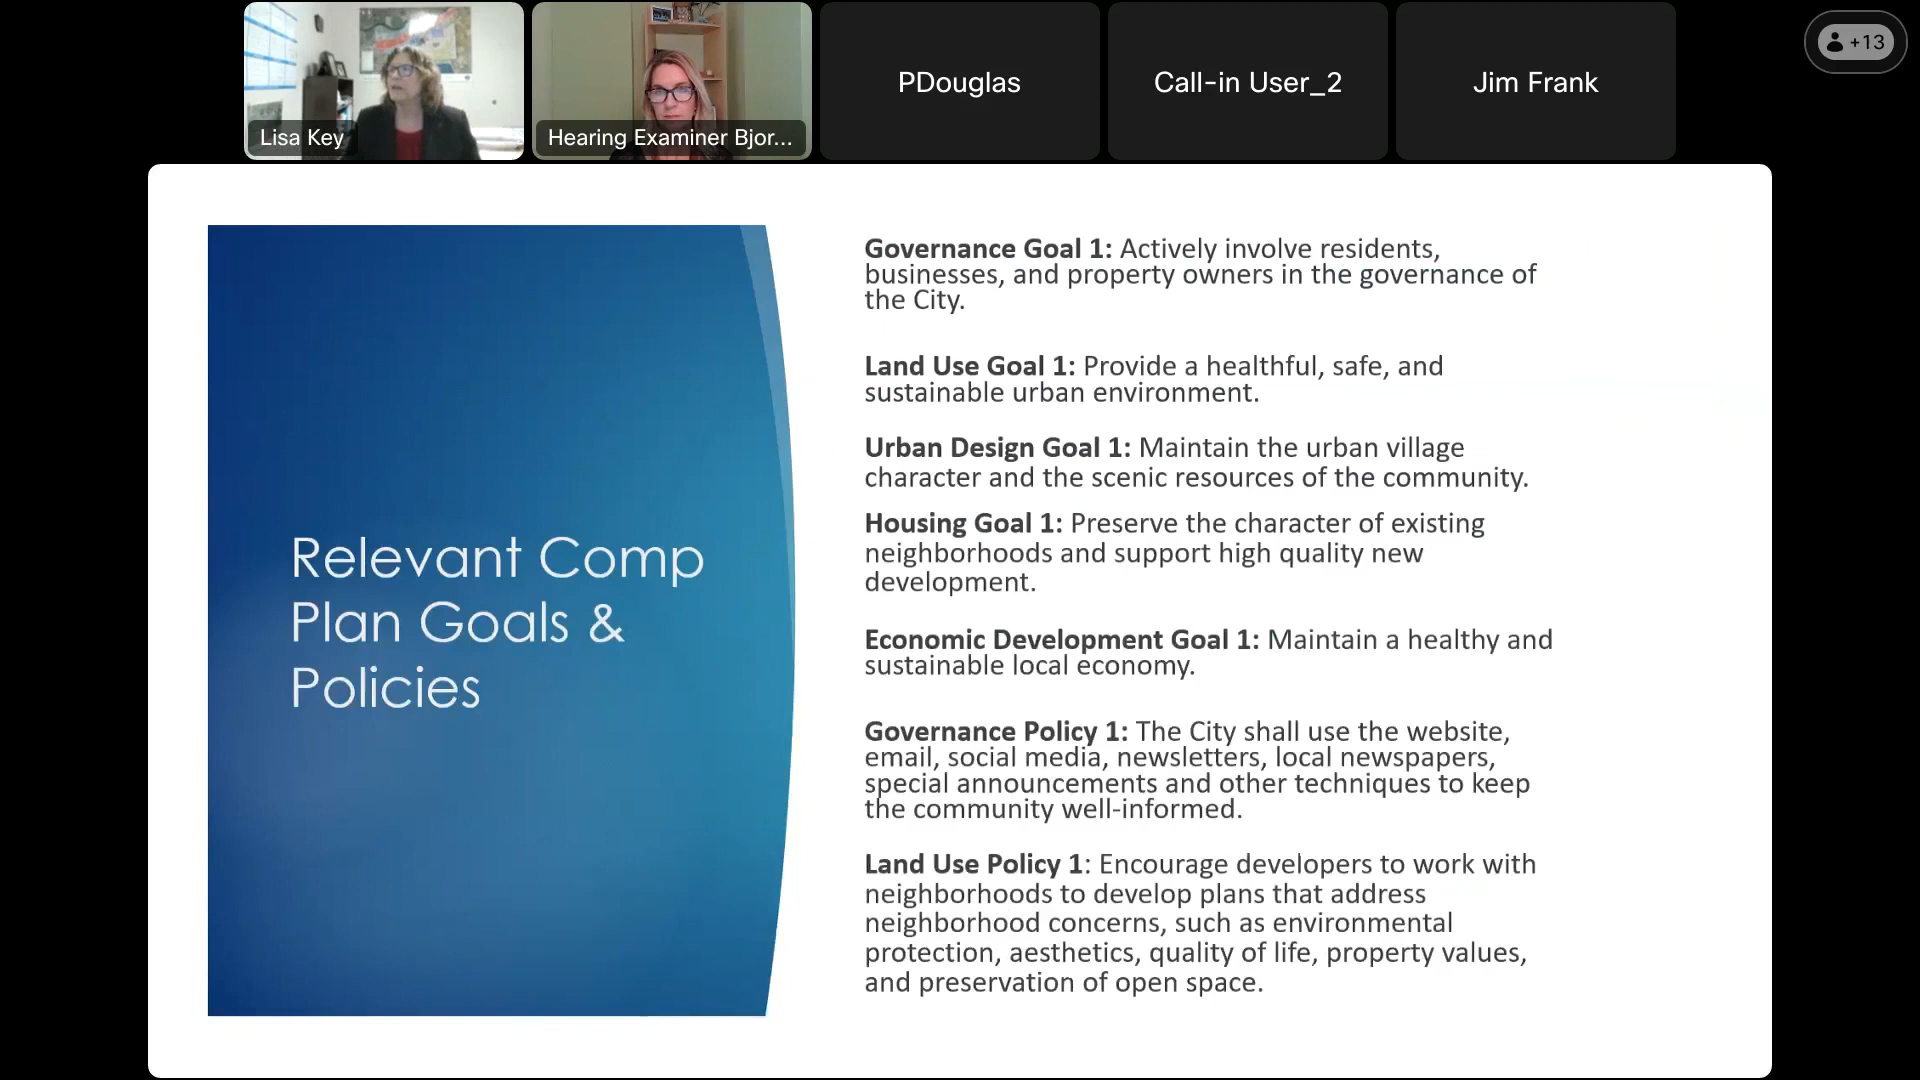 Lisa Key
Hearing Examiner Bjor...
PDouglas
Call-in User_2
Jim Frank
+13
Relevant Comp
Plan Goals &
Policies
Governance Goal 1: Actively involve residents,
businesses, and property owners in the governance of
the City.
Land Use Goal 1: Provide a healthful, safe, and
sustainable urban environment.
Urban Design Goal 1: Maintain the urban village
character and the scenic resources of the community.
Housing Goal 1: Preserve the character of existing
neighborhoods and support high quality new
development.
Economic Development Goal 1: Maintain a healthy and
sustainable local economy.
Governance Policy 1: The City shall use the website,
email, social media, newsletters, local newspapers,
special announcements and other techniques to keep
the community well-informed.
Land Use Policy 1: Encourage developers to work with
neighborhoods to develop plans that address
neighborhood concerns, such as environmental
protection, aesthetics, quality of life, property values,
and preservation of open space.